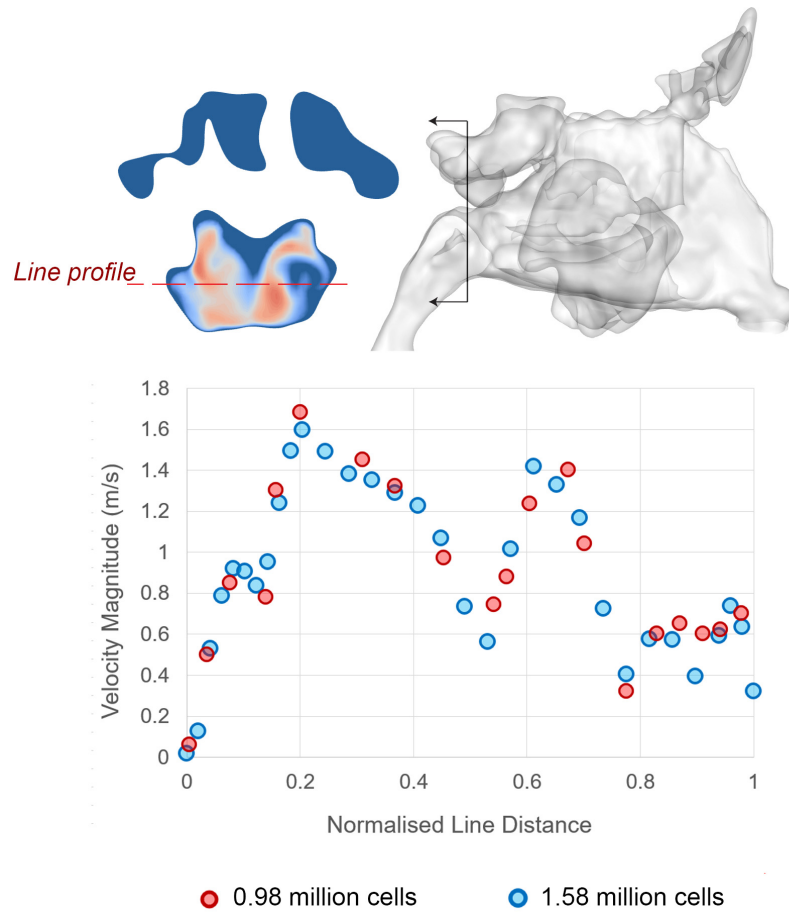 Line profile
Velocity Magnitude (m/s)
1.8
1.6
1.4
1.2
1
0.8
0.6
0.4
0.2
0
0 0.2 0.4 0.6 0.8 1
Normalised Line Distance
0.98 million cells 1.58 million cells